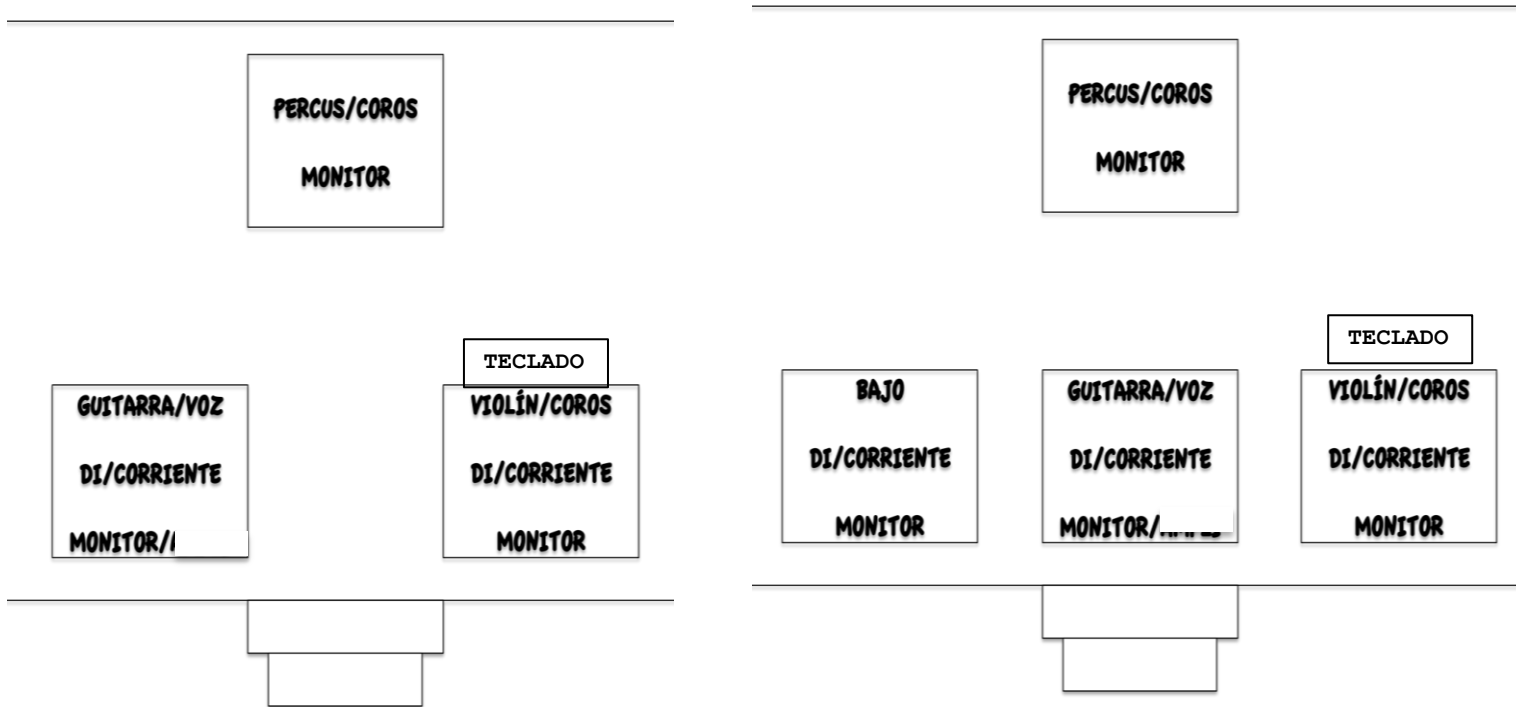 PERCUS/COROS
MONITOR
TECLADO
GUITARRA/VOZ
DI/CORRIENTE
MONITOR/
VIOLÍN/COROS
DI/CORRIENTE
MONITOR
PERCUS/COROS
MONITOR
TECLADO
BAJO
DI/CORRIENTE
MONITOR
GUITARRA/VOZ
DI/CORRIENTE
MONITOR/
VIOLÍN/COROS
DI/CORRIENTE
MONITOR